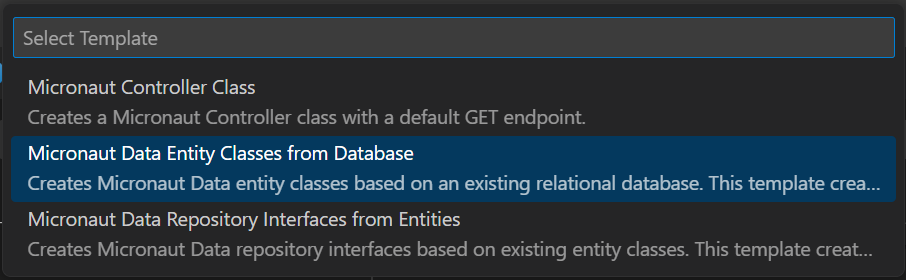 Select Template
Micronaut Controller Class
Creates a Micronaut Controller class with a default GET endpoint.
Micronaut Data Entity Classes from Database
Creates Micronaut Data entity classes based on an existing relational database. This template crea...
Micronaut Data Repository Interfaces from Entities
Creates Micronaut Data repository interfaces based on existing entity classes. This template creat...